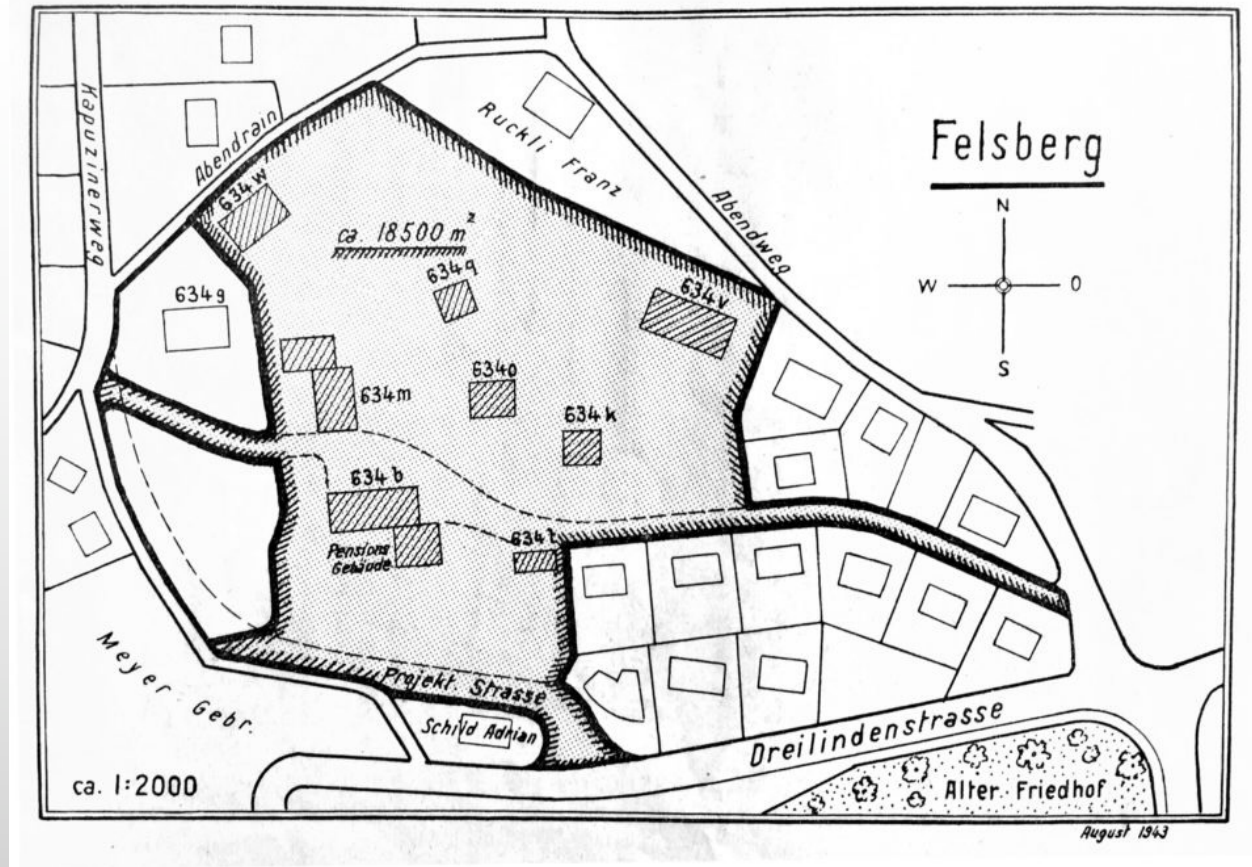 Felsberg
N
W
O
S
Kapuzinerweg
Abendrain
Ruckli Franz
Abendweg
634w
ca. 18500 m²
634q
634v
634g
634m
634o
634k
634b
Pensions
Gebäude
634l
Meyer Gebr.
Projekt Strasse
Schild Adrian
Dreilindenstrasse
Alter Friedhof
ca. 1:2000
August 1943